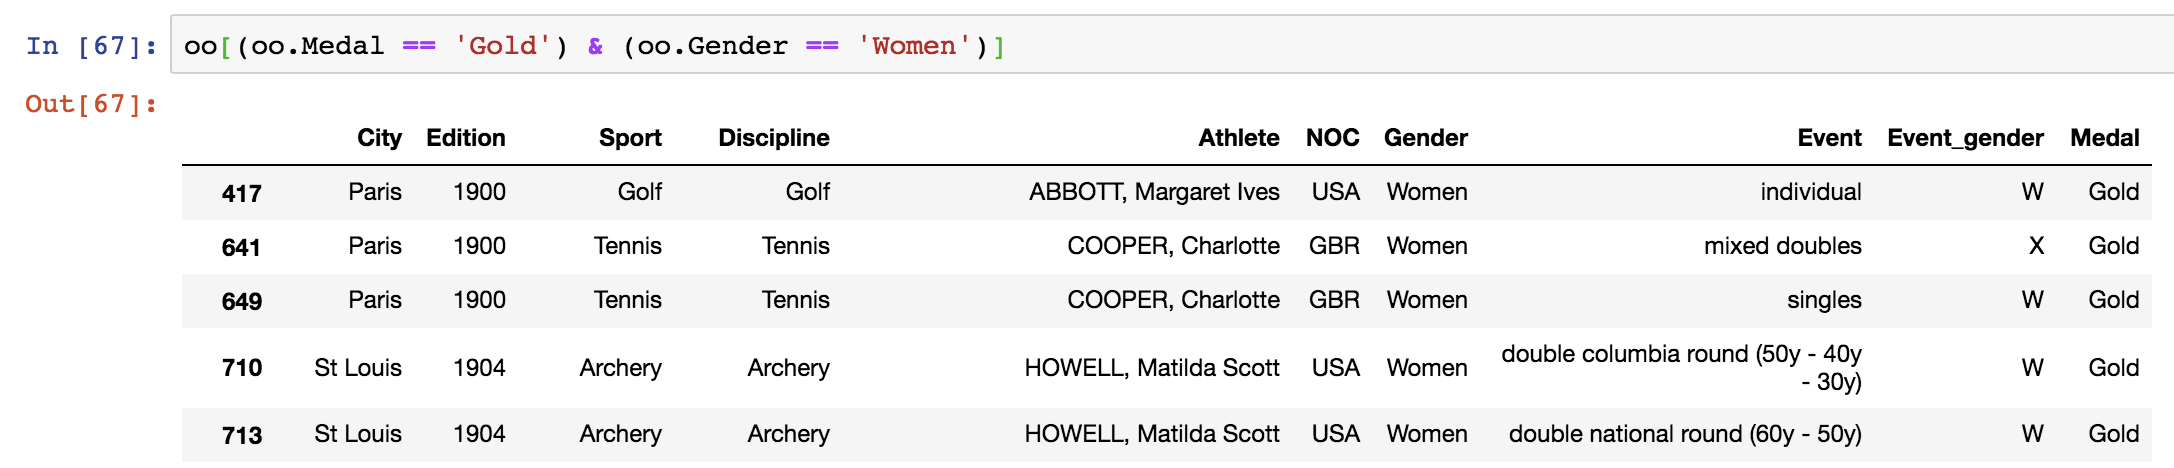 In [67]: oo[(oo.Medal == 'Gold') & (oo.Gender == 'Women')]
Out[67]:
City Edition Sport Discipline Athlete NOC Gender Event Event_gender Medal
417 Paris 1900 Golf Golf ABBOTT, Margaret Ives USA Women individual W Gold
641 Paris 1900 Tennis Tennis COOPER, Charlotte GBR Women mixed doubles X Gold
649 Paris 1900 Tennis Tennis COOPER, Charlotte GBR Women singles W Gold
710 St Louis 1904 Archery Archery HOWELL, Matilda Scott USA Women double columbia round (50y - 40y - 30y) W Gold
713 St Louis 1904 Archery Archery HOWELL, Matilda Scott USA Women double national round (60y - 50y) W Gold